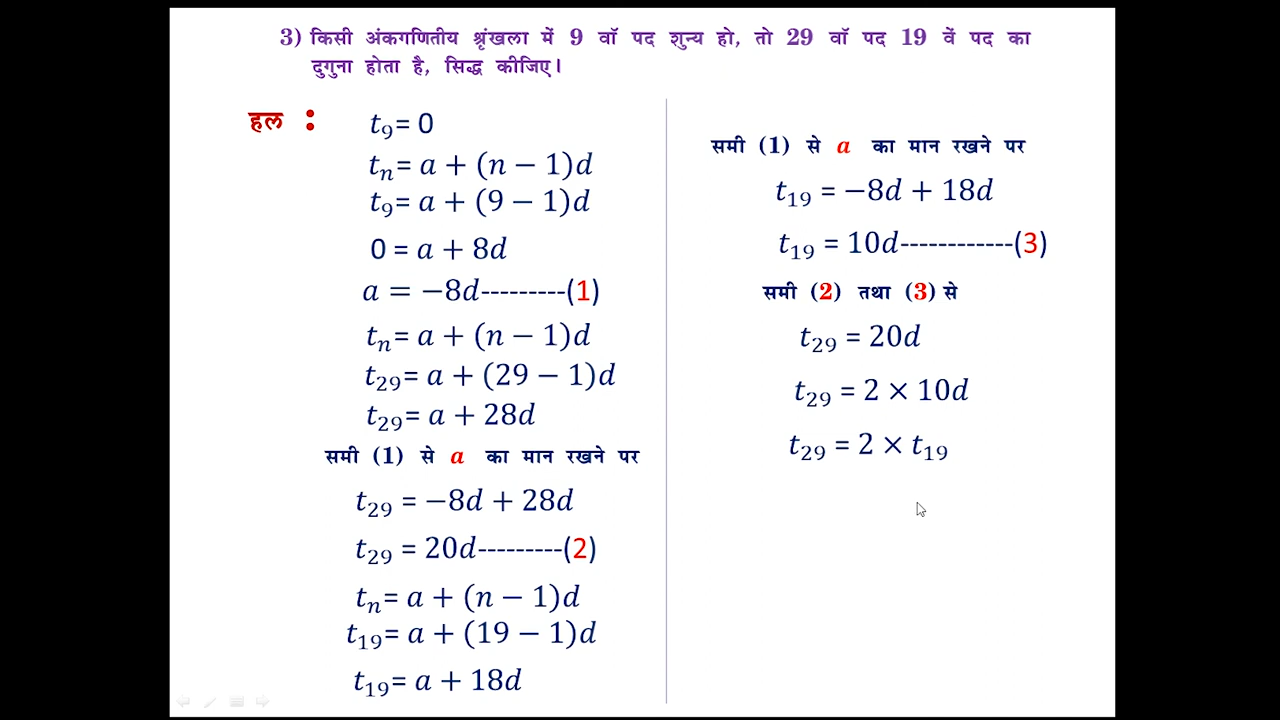 3) किसी अंकगणितीय श्रृंखला में 9 वॉ पद शुन्य हो, तो 29 वॉ पद 19 वें पद का
दुगुना होता है, सिद्ध कीजिए।
हल :
t₉= 0
tₙ= a + (n − 1)d
t₉= a + (9 − 1)d
0 = a + 8d
a = −8d---------(1)
tₙ= a + (n − 1)d
t₂₉= a + (29 − 1)d
t₂₉= a + 28d
समी (1) से a का मान रखने पर
t₂₉ = −8d + 28d
t₂₉ = 20d---------(2)
tₙ= a + (n − 1)d
t₁₉= a + (19 − 1)d
t₁₉= a + 18d
समी (1) से a का मान रखने पर
t₁₉ = −8d + 18d
t₁₉ = 10d------------(3)
समी (2) तथा (3) से
t₂₉ = 20d
t₂₉ = 2 × 10d
t₂₉ = 2 × t₁₉